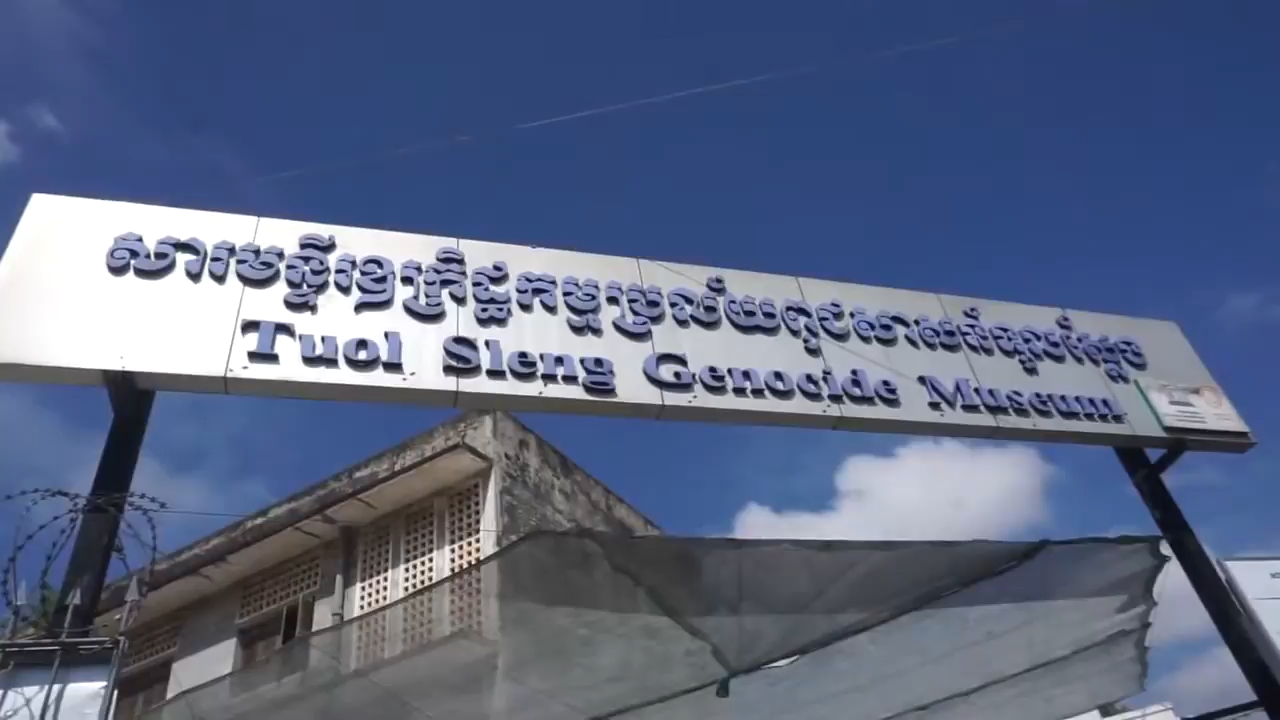 សារមន្ទីរឧក្រិដ្ឋកម្មប្រល័យពូជសាសន៍ទួលស្លែង
Tuol Sleng Genocide Museum